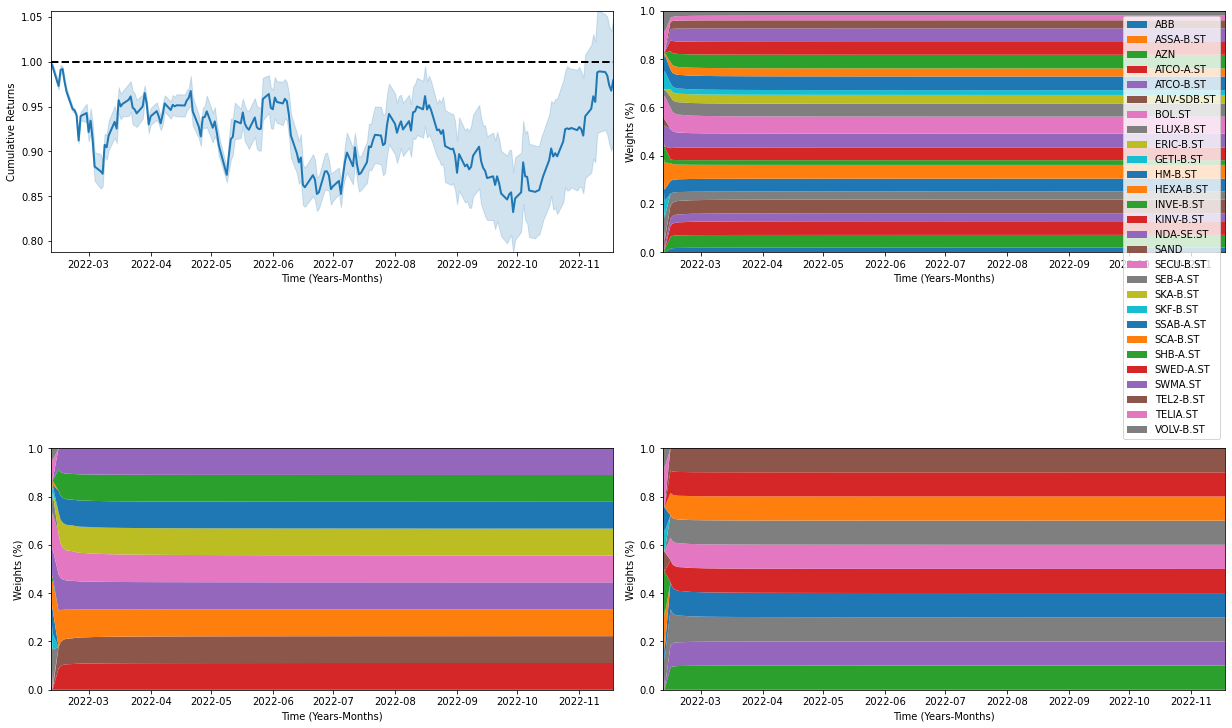 1.05
1.00
0.95
0.90
0.85
0.80
Cumulative Returns
2022-03 2022-04 2022-05 2022-06 2022-07 2022-08 2022-09 2022-10 2022-11
Time (Years-Months)
1.0
0.8
0.6
0.4
0.2
0.0
Weights (%)
2022-03 2022-04 2022-05 2022-06 2022-07 2022-08 2022-09
Time (Years-Months)
ABB
ASSA-B.ST
AZN
ATCO-A.ST
ATCO-B.ST
ALIV-SDB.ST
BOL.ST
ELUX-B.ST
ERIC-B.ST
GETI-B.ST
HM-B.ST
HEXA-B.ST
INVE-B.ST
KINV-B.ST
NDA-SE.ST
SAND
SECU-B.ST
SEB-A.ST
SKA-B.ST
SKF-B.ST
SSAB-A.ST
SCA-B.ST
SHB-A.ST
SWED-A.ST
SWMA.ST
TEL2-B.ST
TELIA.ST
VOLV-B.ST
1.0
0.8
0.6
0.4
0.2
0.0
Weights (%)
2022-03 2022-04 2022-05 2022-06 2022-07 2022-08 2022-09 2022-10 2022-11
Time (Years-Months)
1.0
0.8
0.6
0.4
0.2
0.0
Weights (%)
2022-03 2022-04 2022-05 2022-06 2022-07 2022-08 2022-09 2022-10 2022-11
Time (Years-Months)